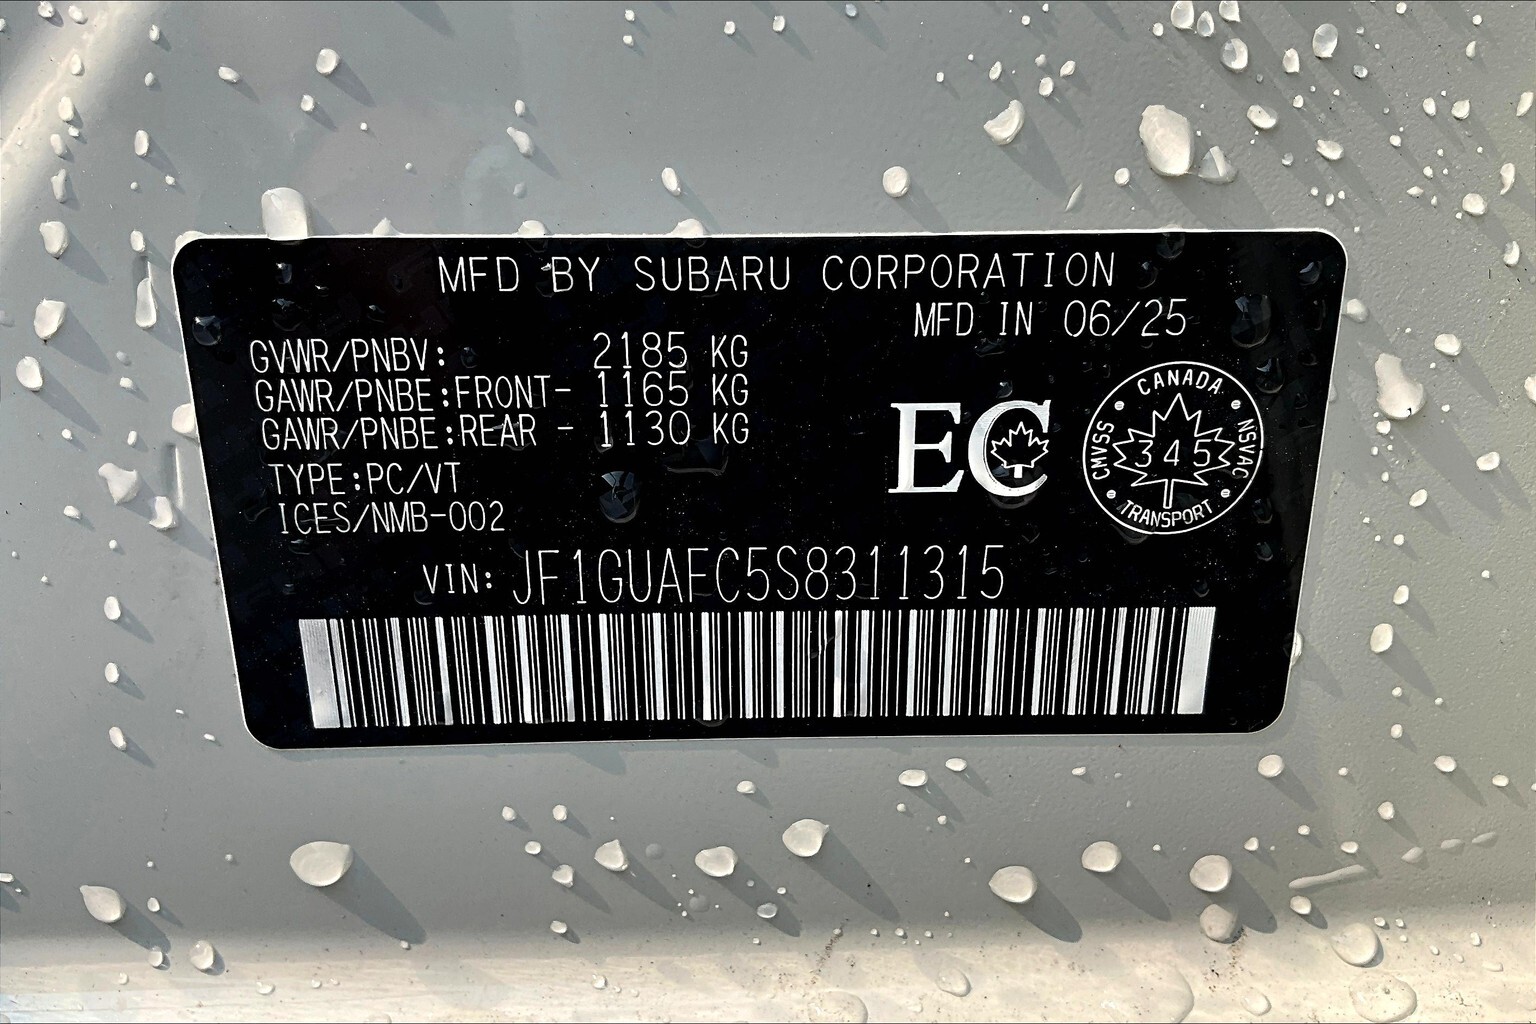 MFD BY SUBARU CORPORATION
MFD IN 06/25
GVWR/PNBV: 2185 KG
GAWR/PNBE:FRONT- 1165 KG
GAWR/PNBE:REAR - 1130 KG
TYPE:PC/VT
ICES/NMB-002
EC
CANADA
CMVSS
345
NSVAC
TRANSPORT
VIN: JF1GUAFC5S8311315